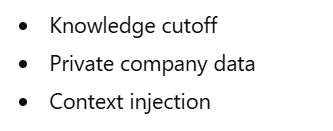 • Knowledge cutoff
• Private company data
• Context injection